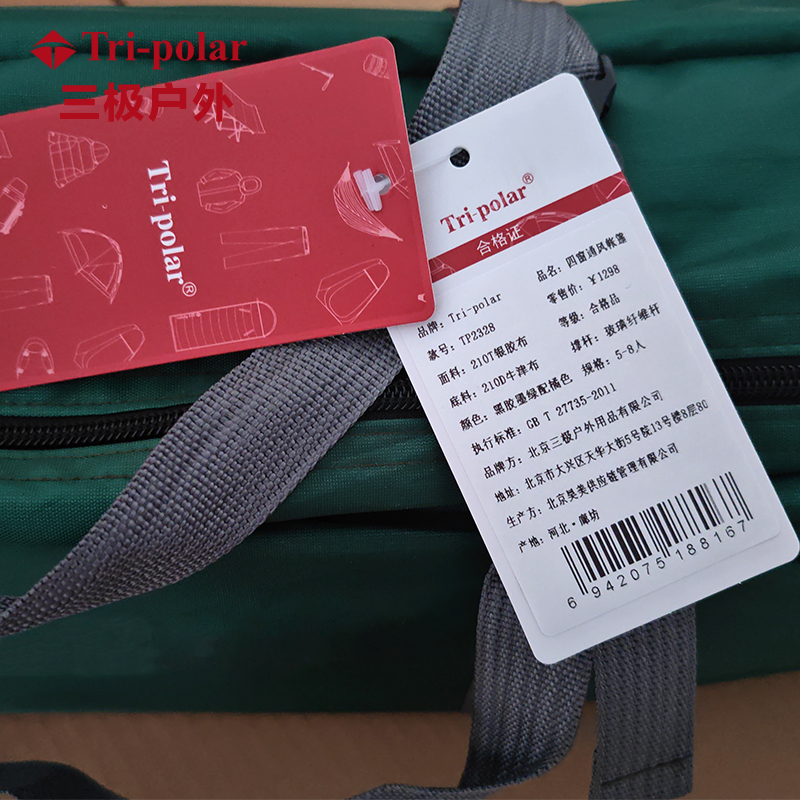 Tri-polar
三极户外
Tri-polar®
Tri-polar®
合格证
品牌: Tri-polar
品名: 四窗通风帐篷
款号: TP2328
零售价: ¥1298
面料: 210T银胶布
等级: 合格品
底料: 210D牛津布
撑杆: 玻璃纤维杆
颜色: 黑胶墨绿配橘色
规格: 5-8人
执行标准: GB T 27735-2011
品牌方: 北京三极户外用品有限公司
地址: 北京市大兴区天华大街5号院13号楼8层80
生产方: 北京昊美供应链管理有限公司
产地: 河北·廊坊
6 942075 188167